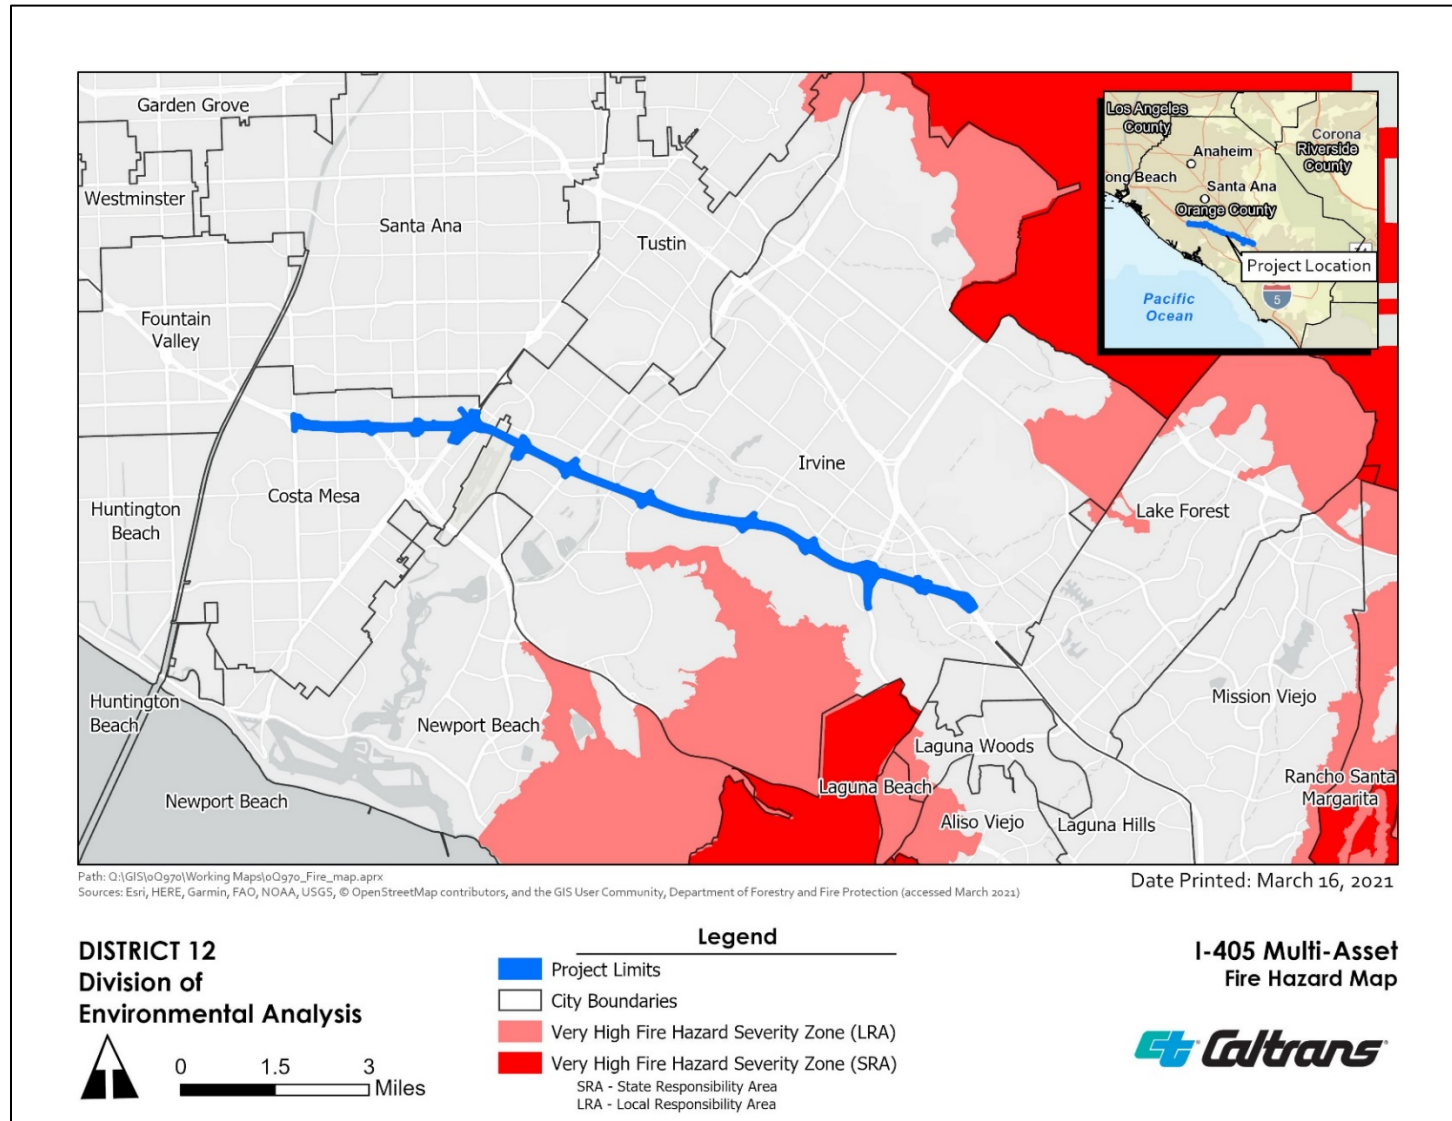 Garden Grove
Westminster
Santa Ana
Tustin
Fountain
Valley
Irvine
Costa Mesa
Huntington
Beach
Lake Forest
Huntington
Beach
Newport Beach
Newport Beach
Mission Viejo
Laguna Woods
Laguna Beach
Aliso Viejo
Laguna Hills
Rancho Santa
Margarita
Los Angeles
County
Corona
Riverside
County
Anaheim
ong Beach
Santa Ana
Orange County
Project Location
Pacific
Ocean
5
Path: Q:\GIS\0Q970\Working Maps\0Q970_Fire_map.aprx
Sources: Esri, HERE, Garmin, FAO, NOAA, USGS, © OpenStreetMap contributors, and the GIS User Community, Department of Forestry and Fire Protection (accessed March 2021)
Date Printed: March 16, 2021
DISTRICT 12
Division of
Environmental Analysis
0 1.5 3
Miles
Legend
Project Limits
City Boundaries
Very High Fire Hazard Severity Zone (LRA)
Very High Fire Hazard Severity Zone (SRA)
SRA - State Responsibility Area
LRA - Local Responsibility Area
I-405 Multi-Asset
Fire Hazard Map
ct Caltrans